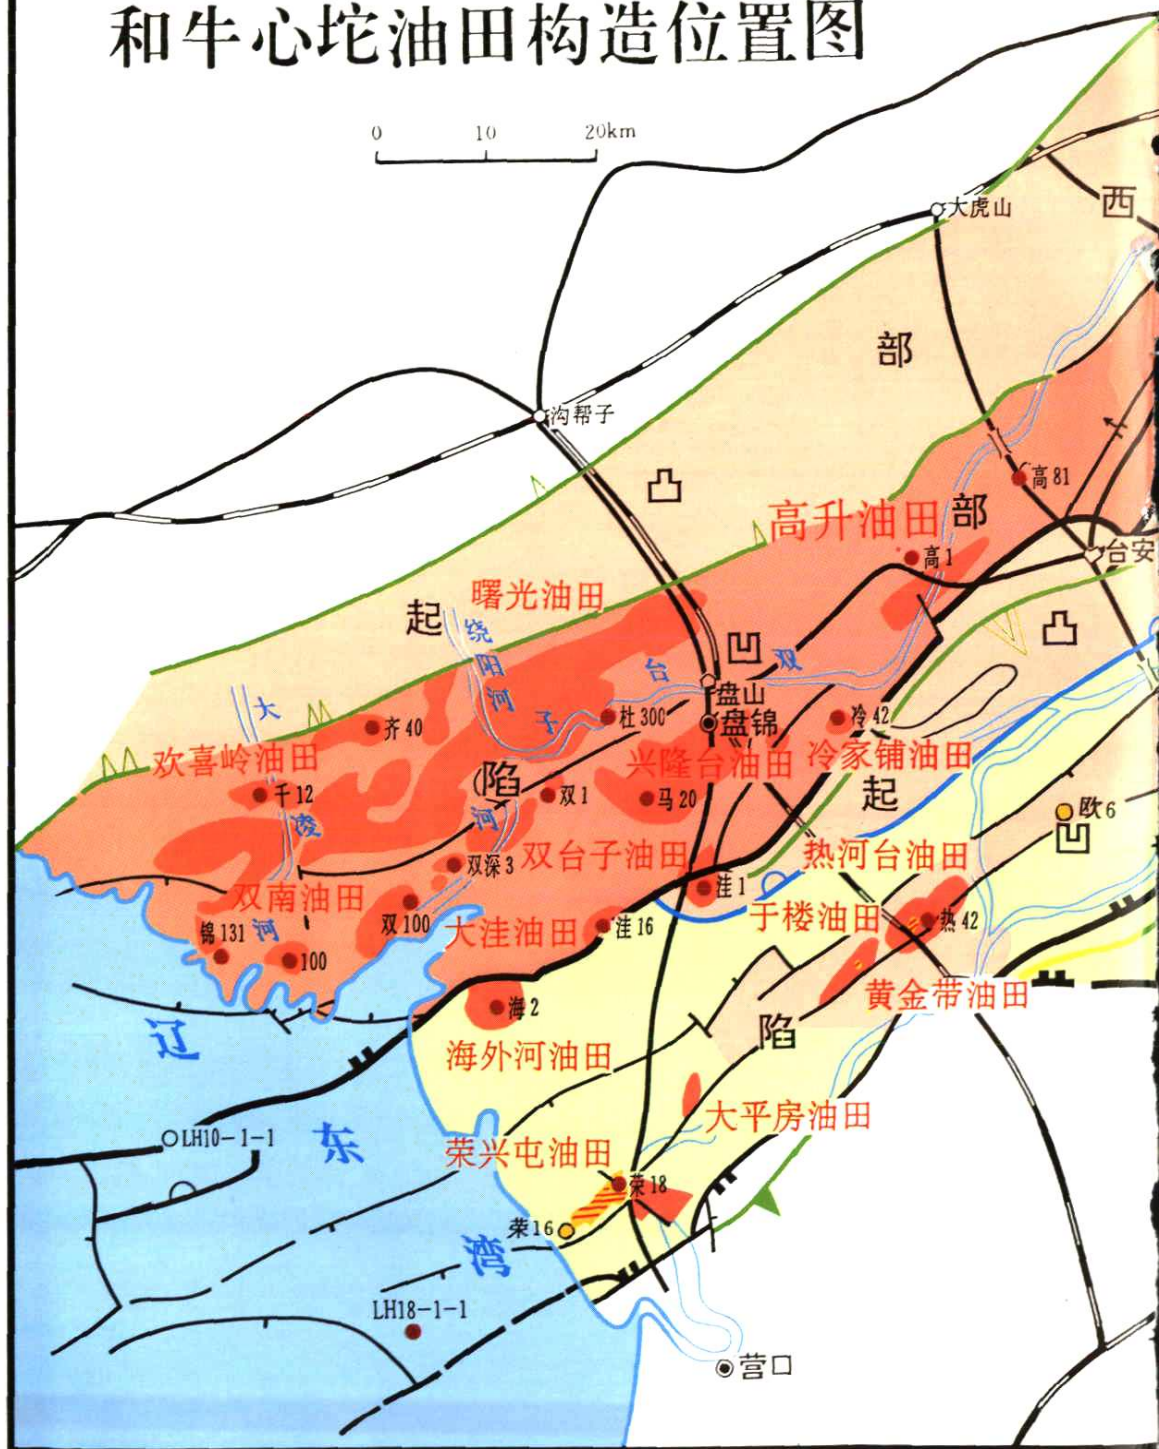 和牛心坨油田构造位置图
0 10 20km
大虎山
西
部
沟帮子
凸
高81
高升油田
部
台安
高1
曙光油田
起
绕
阳
河
凹
双
台
子
凸
大
盘山
盘锦
杜300
冷42
齐40
欢喜岭油田
兴隆台油田
冷家铺油田
陷
千12
双1
马20
起
欧6
凹
凌
河
双深3
双台子油田
热河台油田
双南油田
洼1
双100
大洼油田
洼16
于楼油田
热42
锦131
河
100
黄金带油田
海2
陷
辽
海外河油田
大平房油田
LH10-1-1
东
荣兴屯油田
荣18
荣16
湾
LH18-1-1
营口